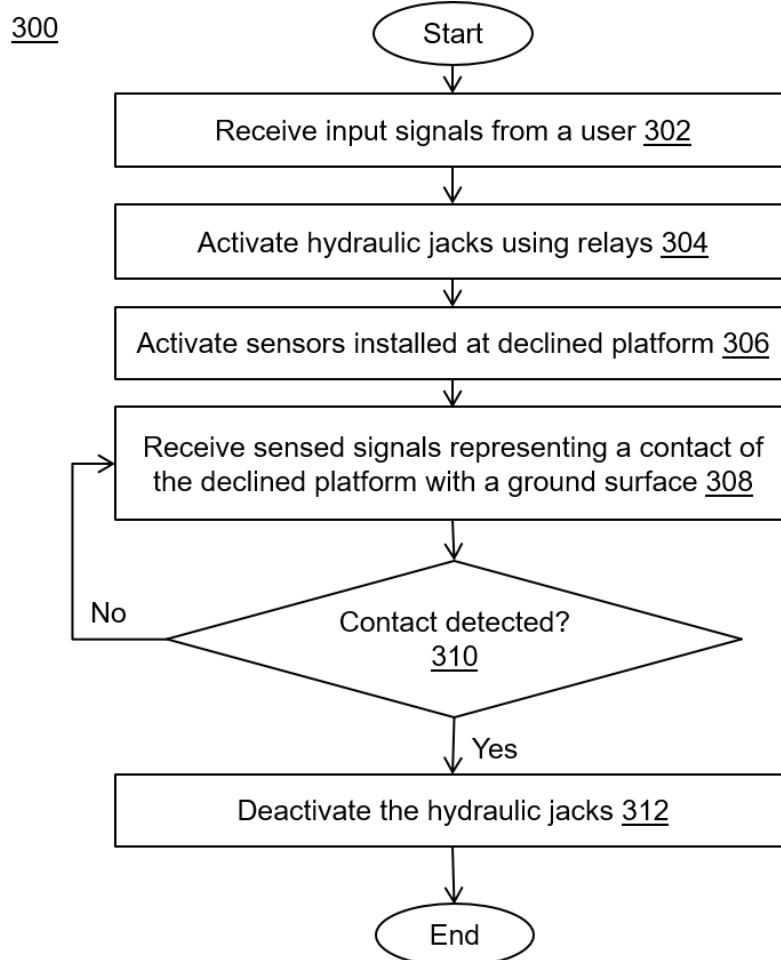 300
Start
Receive input signals from a user 302
Activate hydraulic jacks using relays 304
Activate sensors installed at declined platform 306
Receive sensed signals representing a contact of
the declined platform with a ground surface 308
Contact detected?
310
No
Yes
Deactivate the hydraulic jacks 312
End